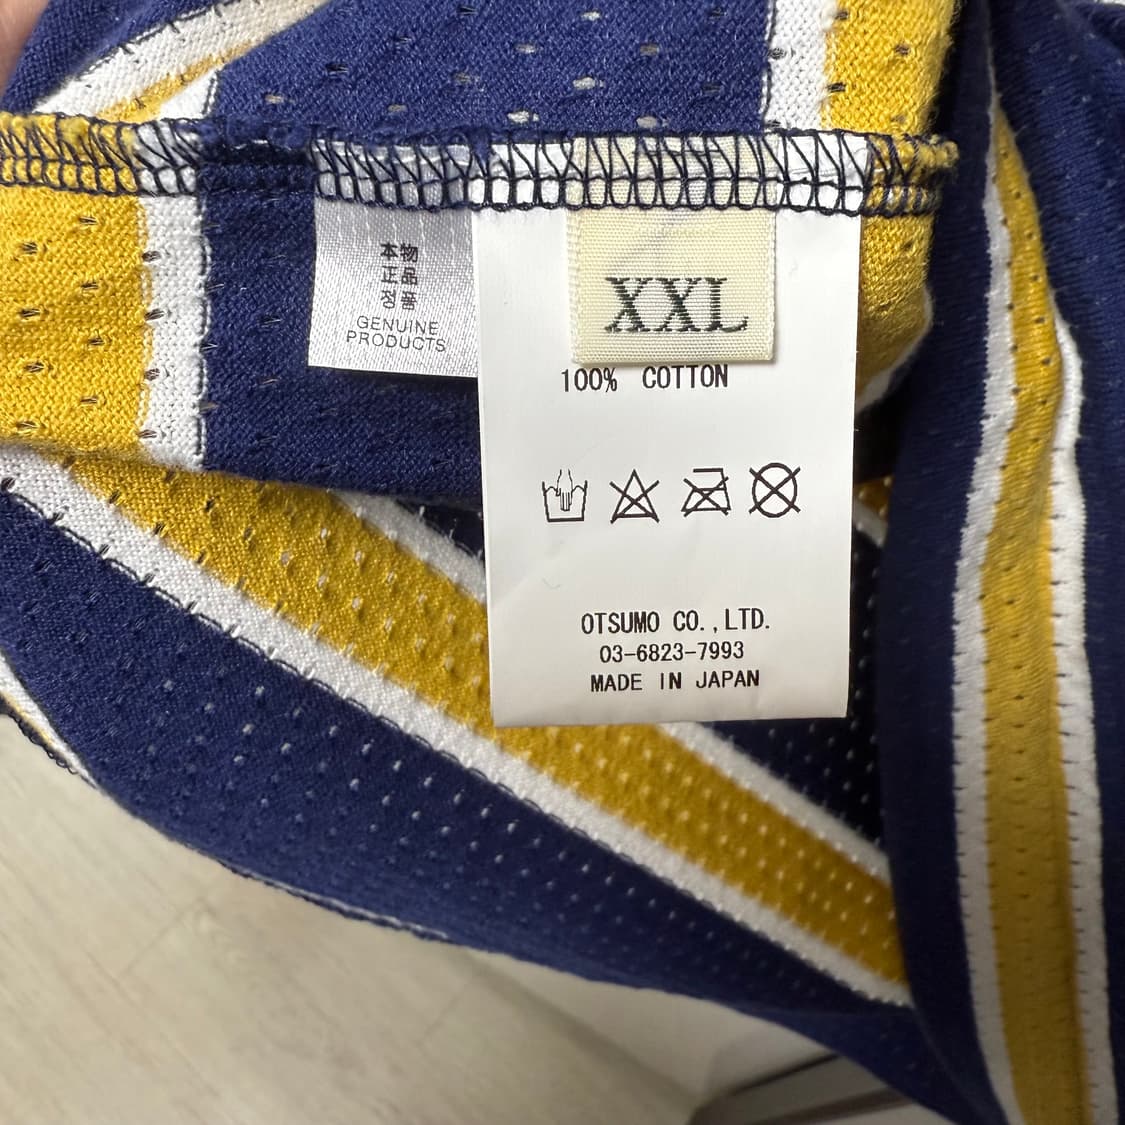 本物
正品
정품
GENUINE
PRODUCTS
XXL
100% COTTON
OTSUMO CO.,LTD.
03-6823-7993
MADE IN JAPAN